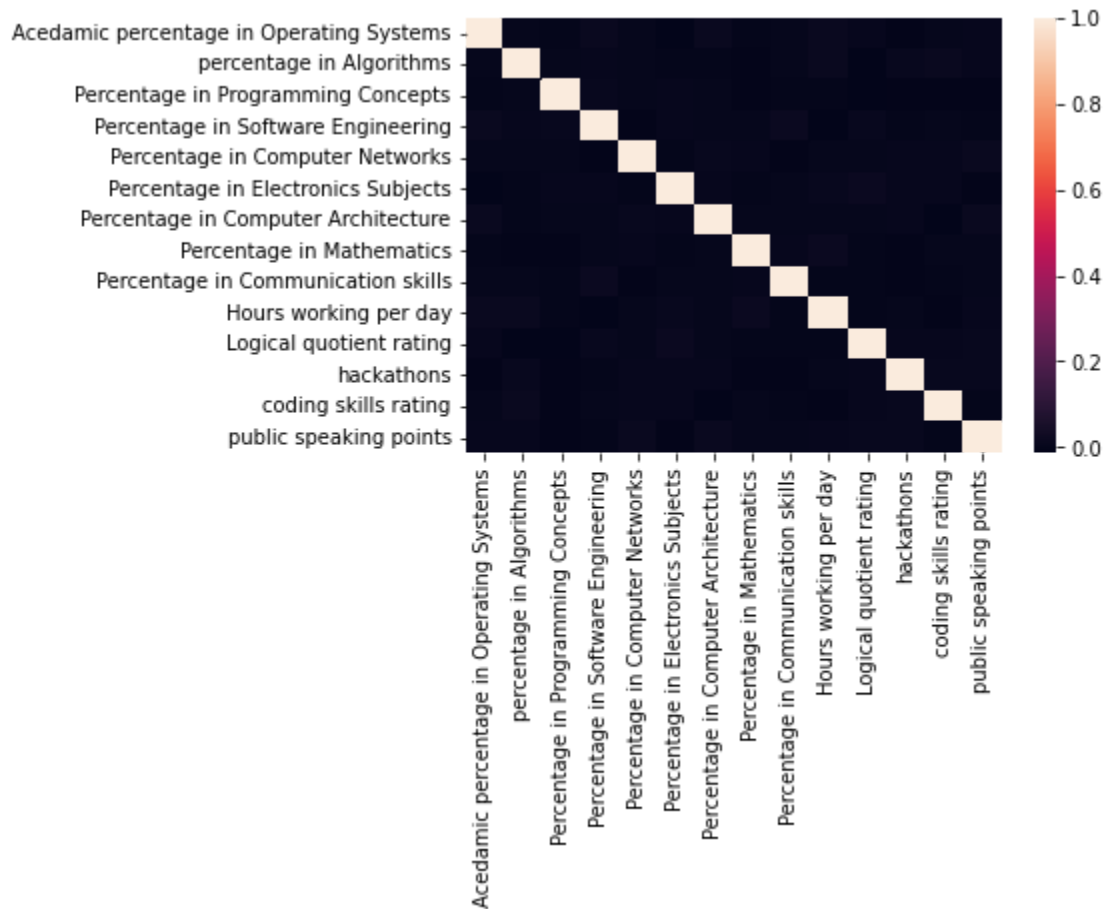 Acedamic percentage in Operating Systems
percentage in Algorithms
Percentage in Programming Concepts
Percentage in Software Engineering
Percentage in Computer Networks
Percentage in Electronics Subjects
Percentage in Computer Architecture
Percentage in Mathematics
Percentage in Communication skills
Hours working per day
Logical quotient rating
hackathons
coding skills rating
public speaking points
Acedamic percentage in Operating Systems
percentage in Algorithms
Percentage in Programming Concepts
Percentage in Software Engineering
Percentage in Computer Networks
Percentage in Electronics Subjects
Percentage in Computer Architecture
Percentage in Mathematics
Percentage in Communication skills
Hours working per day
Logical quotient rating
hackathons
coding skills rating
public speaking points
1.0
0.8
0.6
0.4
0.2
0.0